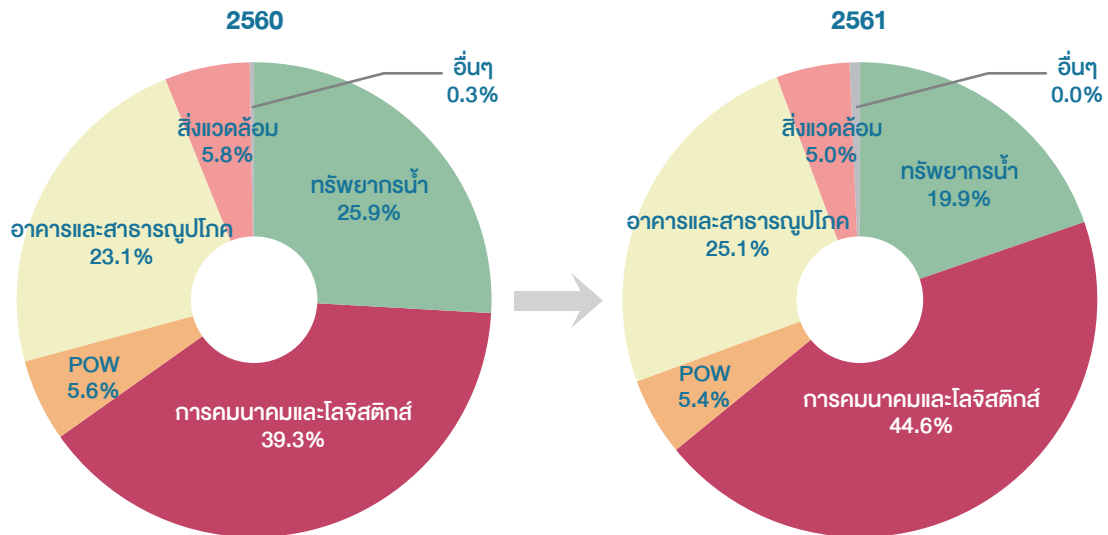 2560
อื่นๆ
0.3%
สิ่งแวดล้อม
5.8%
ทรัพยากรน้ำ
25.9%
อาคารและสาธารณูปโภค
23.1%
POW
5.6%
การคมนาคมและโลจิสติกส์
39.3%
2561
อื่นๆ
0.0%
สิ่งแวดล้อม
5.0%
ทรัพยากรน้ำ
19.9%
อาคารและสาธารณูปโภค
25.1%
POW
5.4%
การคมนาคมและโลจิสติกส์
44.6%